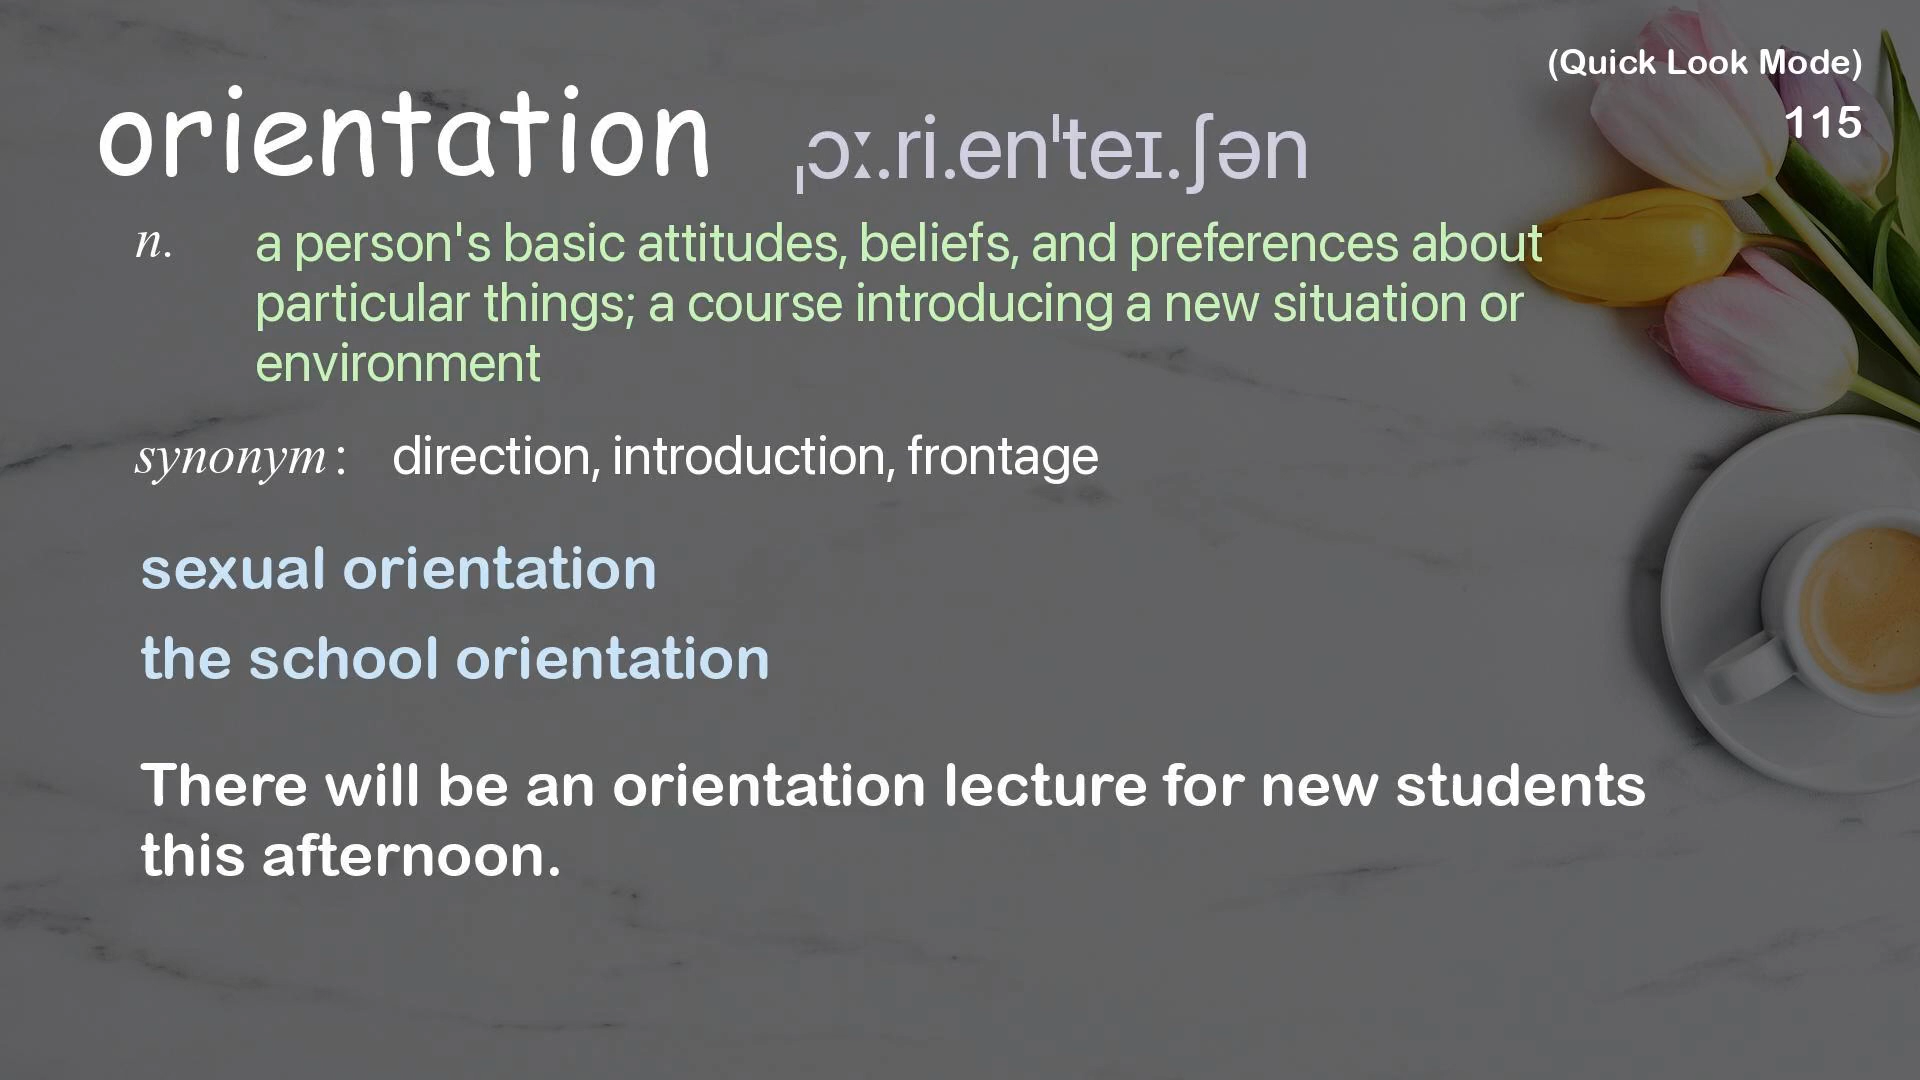 (Quick Look Mode)
orientation ˌɔː.ri.enˈteɪ.ʃən
115
n. a person's basic attitudes, beliefs, and preferences about
particular things; a course introducing a new situation or
environment
synonym : direction, introduction, frontage
sexual orientation
the school orientation
There will be an orientation lecture for new students
this afternoon.